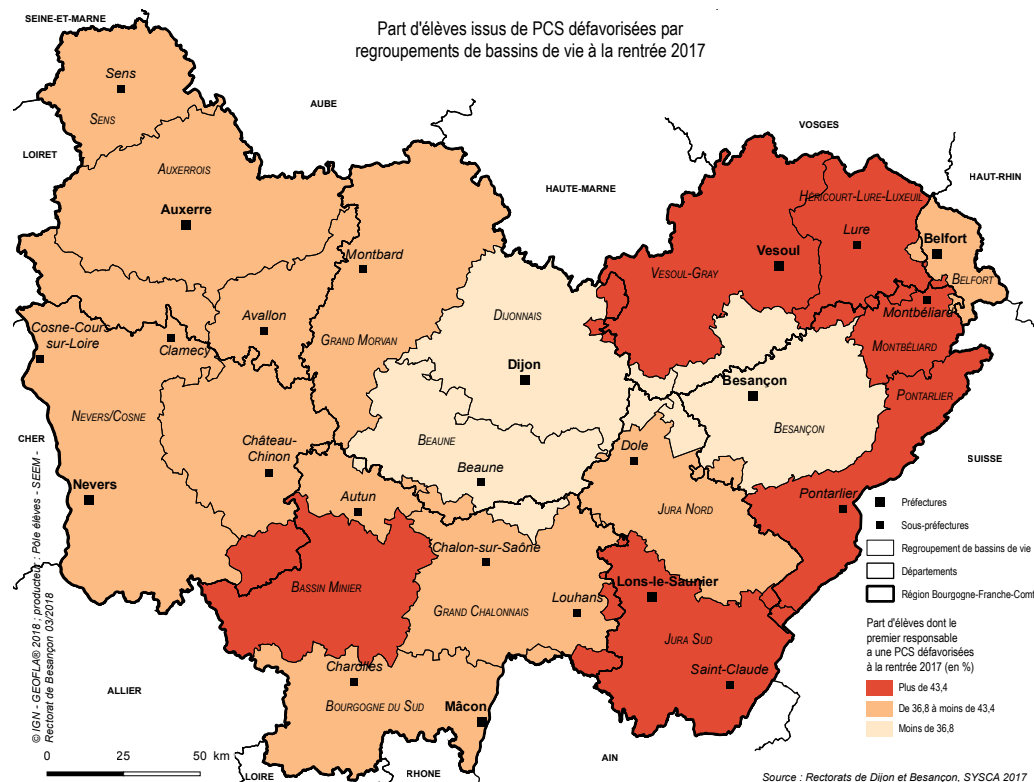 Part d'élèves issus de PCS défavorisées par
regroupements de bassins de vie à la rentrée 2017
SEINE-ET-MARNE
AUBE
VOSGES
LOIRET
HAUTE-MARNE
HAUT-RHIN
Sens
SENS
AUXERROIS
Auxerre
HÉRICOURT-LURE-LUXEUIL
Lure
Belfort
BELFORT
Montbard
Vesoul
VESOUL-GRAY
Montbéliard
MONTBÉLIARD
DIJONNAIS
Avallon
GRAND MORVAN
Cosne-Cours
sur-Loire
Clamecy
Dijon
Besançon
BESANÇON
PONTARLIER
NEVERS/COSNE
CHER
BEAUNE
Beaune
Château-
Chinon
Dole
SUISSE
Nevers
Autun
JURA NORD
Pontarlier
Chalon-sur-Saône
BASSIN MINIER
GRAND CHALONNAIS
Louhans
Lons-le-Saunier
JURA SUD
Saint-Claude
Charolles
BOURGOGNE DU SUD
Mâcon
ALLIER
LOIRE
RHONE
AIN
Préfectures
Sous-préfectures
Regroupement de bassins de vie
Départements
Région Bourgogne-Franche-Comt
Part d'élèves dont le
premier responsable
a une PCS défavorisées
à la rentrée 2017 (en %)
Plus de 43,4
De 36,8 à moins de 43,4
Moins de 36,8
0 25 50 km
© IGN - GEOFLA® 2018 ; producteur : Pôle élèves - SEEM -
Rectorat de Besançon 03/2018
Source : Rectorats de Dijon et Besançon, SYSCA 2017